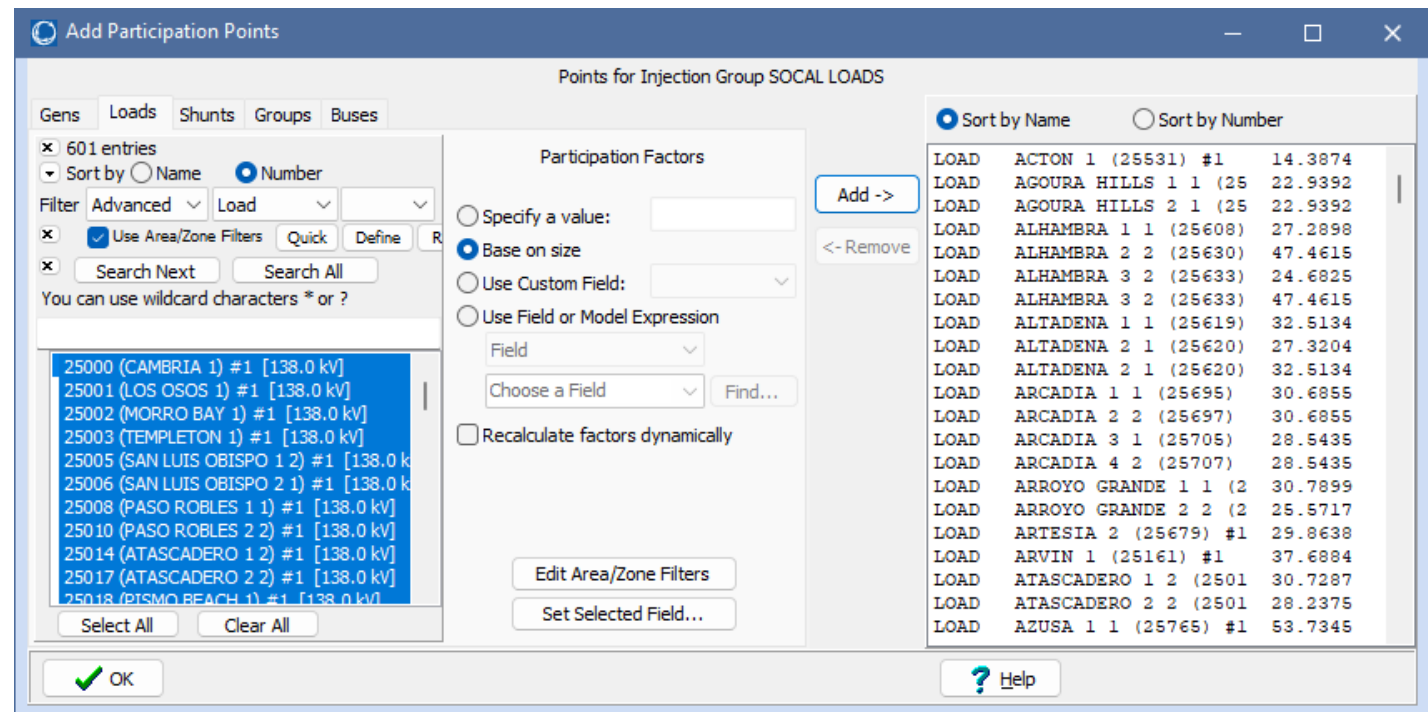 Add Participation Points
Points for Injection Group SOCAL LOADS
Gens Loads Shunts Groups Buses
601 entries
Sort by Name Number
Filter Advanced Load
Use Area/Zone Filters Quick Define R
Search Next Search All
You can use wildcard characters * or ?
25000 (CAMBRIA 1) #1 [138.0 kV]
25001 (LOS OSOS 1) #1 [138.0 kV]
25002 (MORRO BAY 1) #1 [138.0 kV]
25003 (TEMPLETON 1) #1 [138.0 kV]
25005 (SAN LUIS OBISPO 1 2) #1 [138.0 k
25006 (SAN LUIS OBISPO 2 1) #1 [138.0 k
25008 (PASO ROBLES 1 1) #1 [138.0 kV]
25010 (PASO ROBLES 2 2) #1 [138.0 kV]
25014 (ATASCADERO 1 2) #1 [138.0 kV]
25017 (ATASCADERO 2 2) #1 [138.0 kV]
25018 (PISMO BEACH 1) #1 [138.0 kV]
Select All Clear All
Participation Factors
Specify a value:
Base on size
Use Custom Field:
Use Field or Model Expression
Field
Choose a Field Find...
Recalculate factors dynamically
Edit Area/Zone Filters
Set Selected Field...
Add ->
<- Remove
Sort by Name Sort by Number
LOAD ACTON 1 (25531) #1 14.3874
LOAD AGOURA HILLS 1 1 (25 22.9392
LOAD AGOURA HILLS 2 1 (25 22.9392
LOAD ALHAMBRA 1 1 (25608) 27.2898
LOAD ALHAMBRA 2 2 (25630) 47.4615
LOAD ALHAMBRA 3 2 (25633) 24.6825
LOAD ALHAMBRA 3 2 (25633) 47.4615
LOAD ALTADENA 1 1 (25619) 32.5134
LOAD ALTADENA 2 1 (25620) 27.3204
LOAD ALTADENA 2 1 (25620) 32.5134
LOAD ARCADIA 1 1 (25695) 30.6855
LOAD ARCADIA 2 2 (25697) 30.6855
LOAD ARCADIA 3 1 (25705) 28.5435
LOAD ARCADIA 4 2 (25707) 28.5435
LOAD ARROYO GRANDE 1 1 (2 30.7899
LOAD ARROYO GRANDE 2 2 (2 25.5717
LOAD ARTESIA 2 (25679) #1 29.8638
LOAD ARVIN 1 (25161) #1 37.6884
LOAD ATASCADERO 1 2 (2501 30.7287
LOAD ATASCADERO 2 2 (2501 28.2375
LOAD AZUSA 1 1 (25765) #1 53.7345
OK
? Help